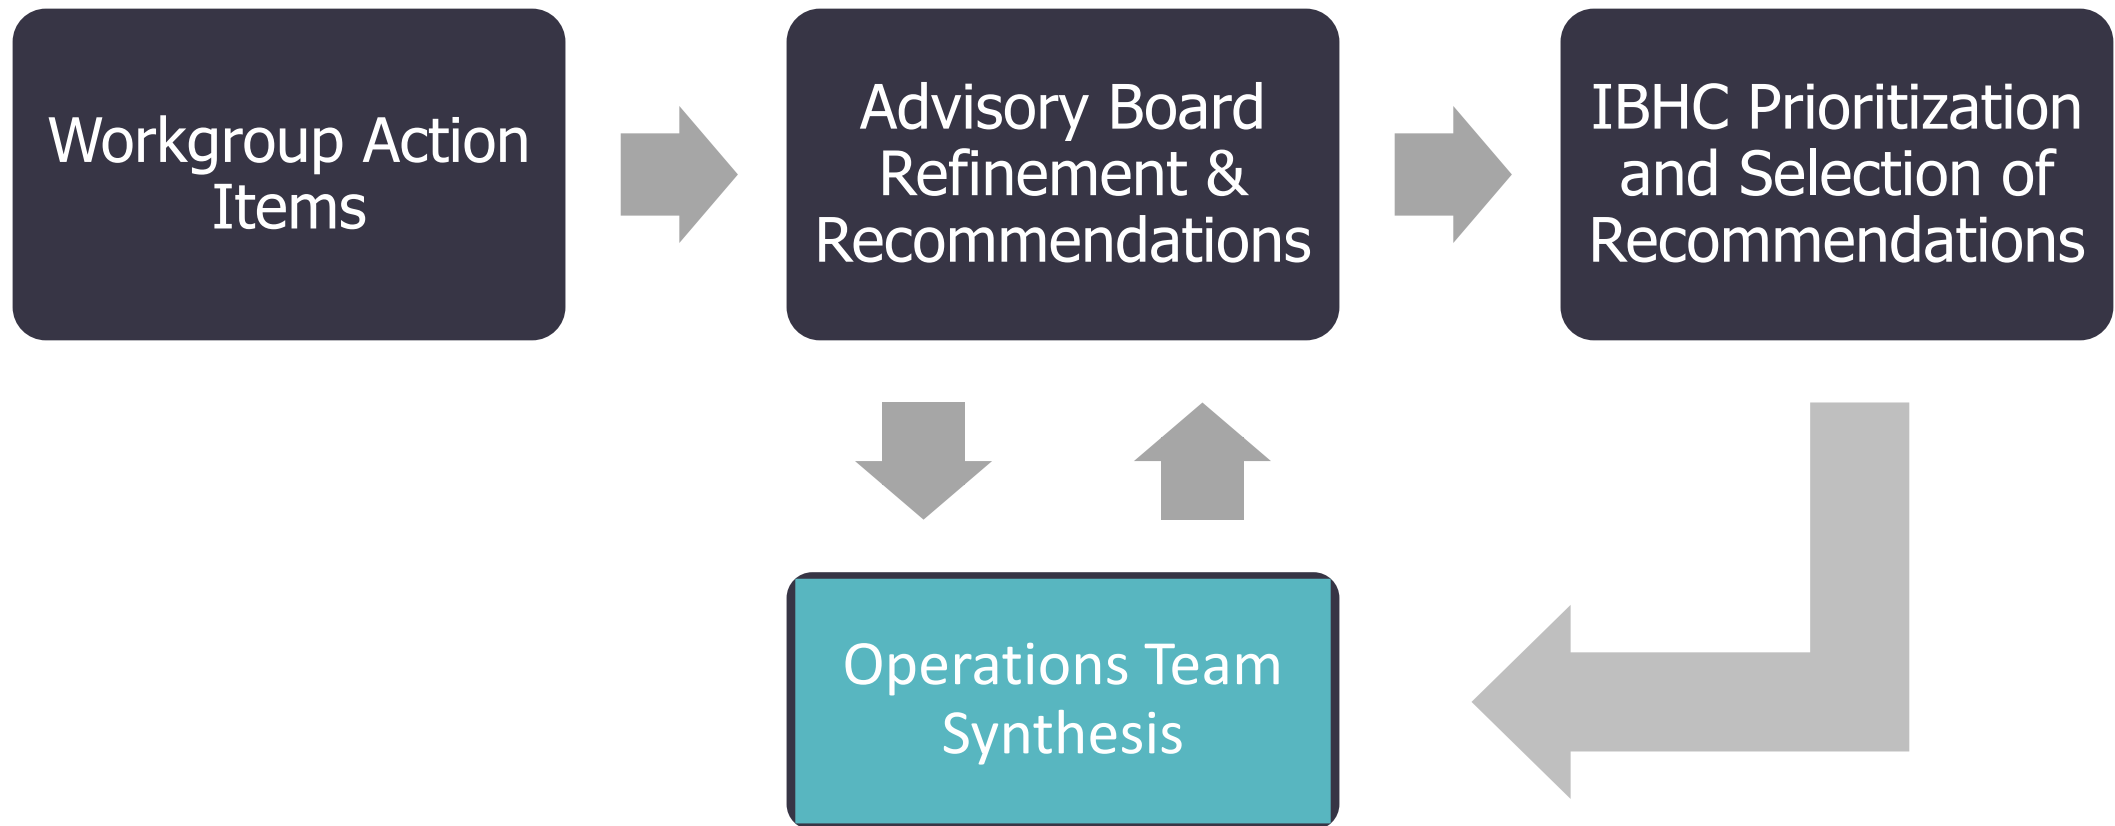 Workgroup Action
Items
Advisory Board
Refinement &
Recommendations
IBHC Prioritization
and Selection of
Recommendations
Operations Team
Synthesis